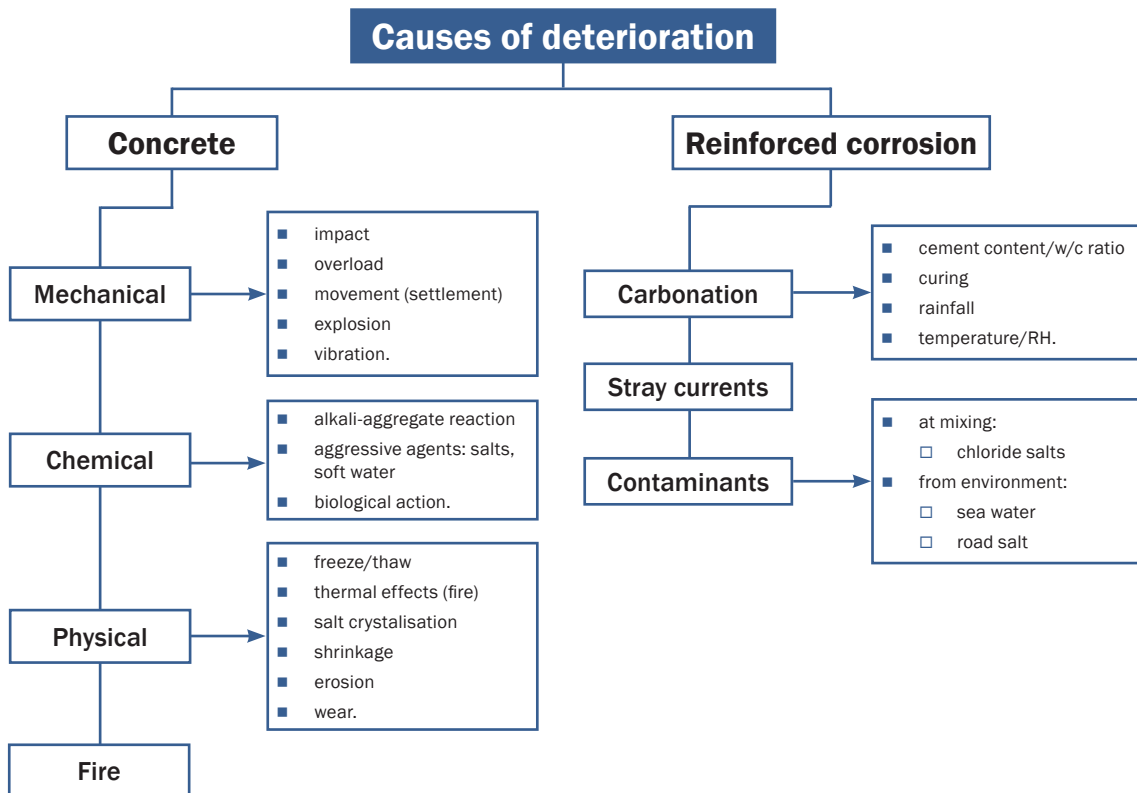 Causes of deterioration
Concrete
Mechanical
impact
overload
movement (settlement)
explosion
vibration.
Chemical
alkali-aggregate reaction
aggressive agents: salts,
soft water
biological action.
Physical
freeze/thaw
thermal effects (fire)
salt crystalisation
shrinkage
erosion
wear.
Fire
Reinforced corrosion
Carbonation
cement content/w/c ratio
curing
rainfall
temperature/RH.
Stray currents
Contaminants
at mixing:
chloride salts
from environment:
sea water
road salt